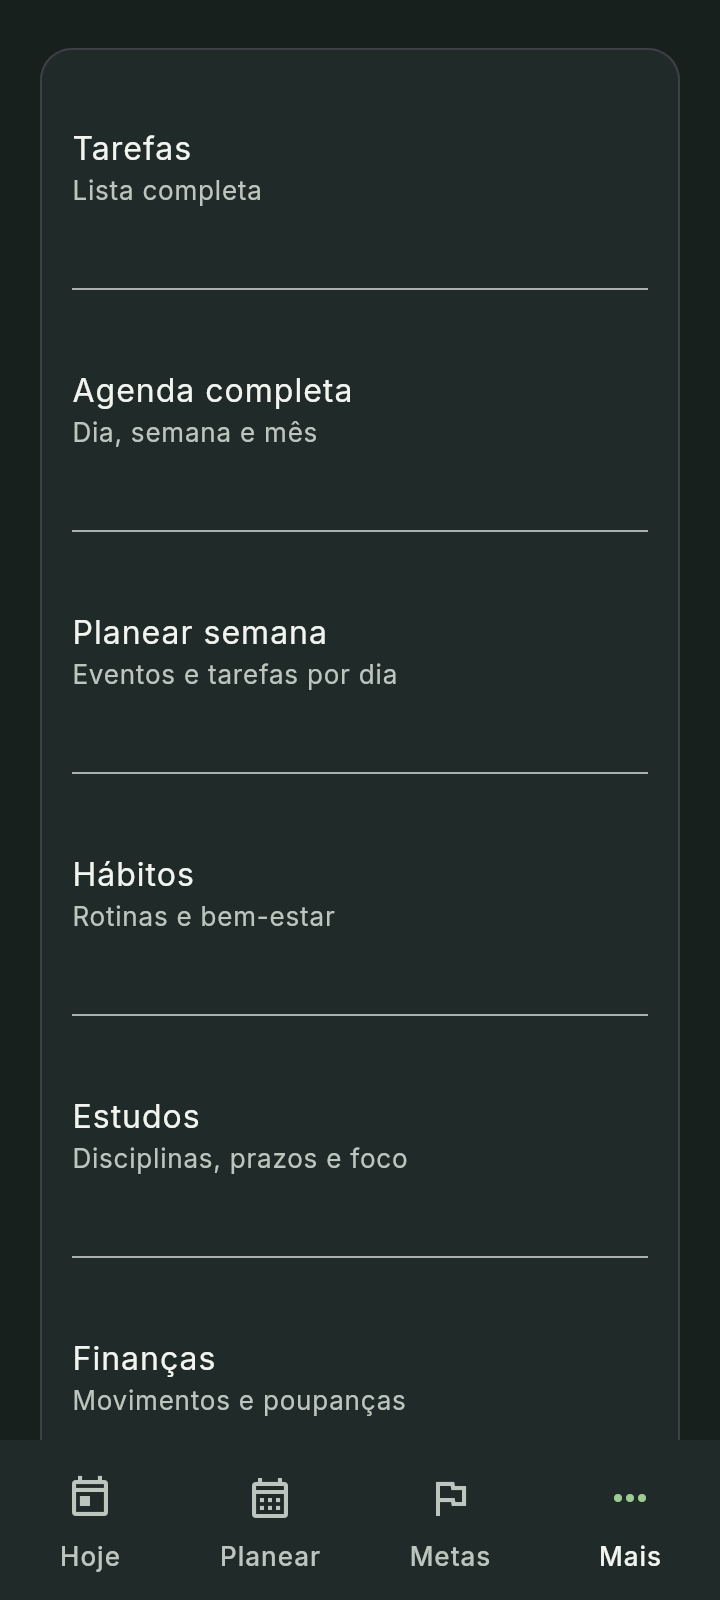 Tarefas
Lista completa
Agenda completa
Dia, semana e mês
Planear semana
Eventos e tarefas por dia
Hábitos
Rotinas e bem-estar
Estudos
Disciplinas, prazos e foco
Finanças
Movimentos e poupanças
Hoje
Planear
Metas
Mais